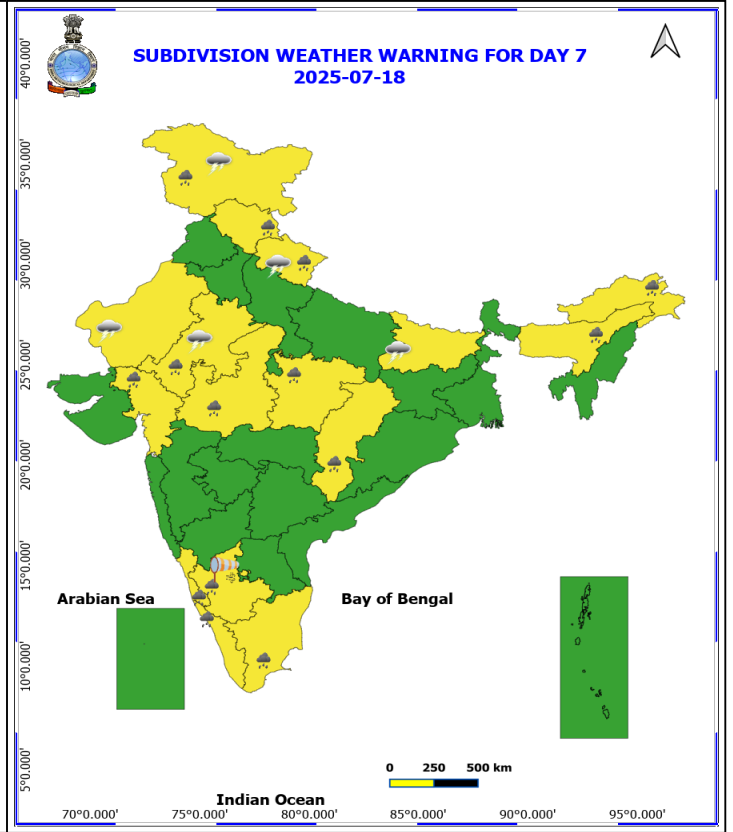 SUBDIVISION WEATHER WARNING FOR DAY 7
2025-07-18
40°0.000'
35°0.000'
30°0.000'
25°0.000'
20°0.000'
15°0.000'
10°0.000'
5°0.000'
Arabian Sea
Bay of Bengal
0 250 500 km
Indian Ocean
70°0.000' 75°0.000' 80°0.000' 85°0.000' 90°0.000' 95°0.000'